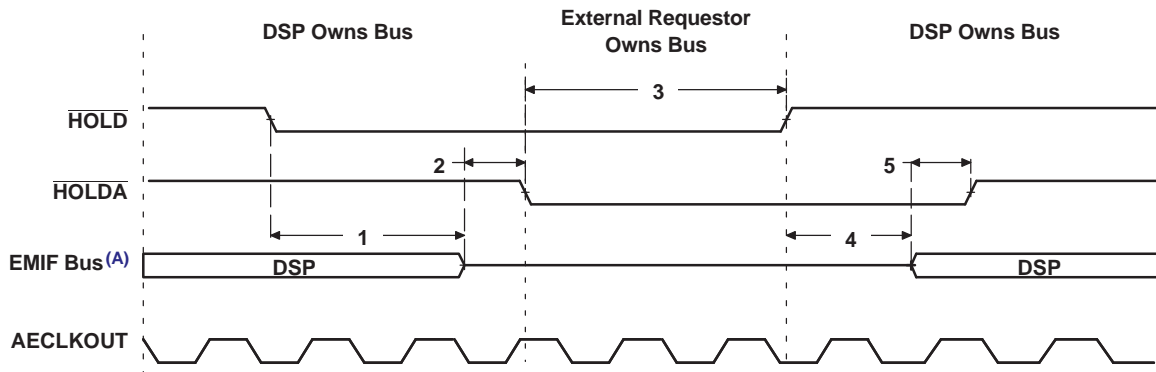 DSP Owns Bus
External Requestor
Owns Bus
DSP Owns Bus
3
HOLD
2
5
HOLDA
1
4
EMIF Bus(A)
DSP
DSP
AECLKOUT